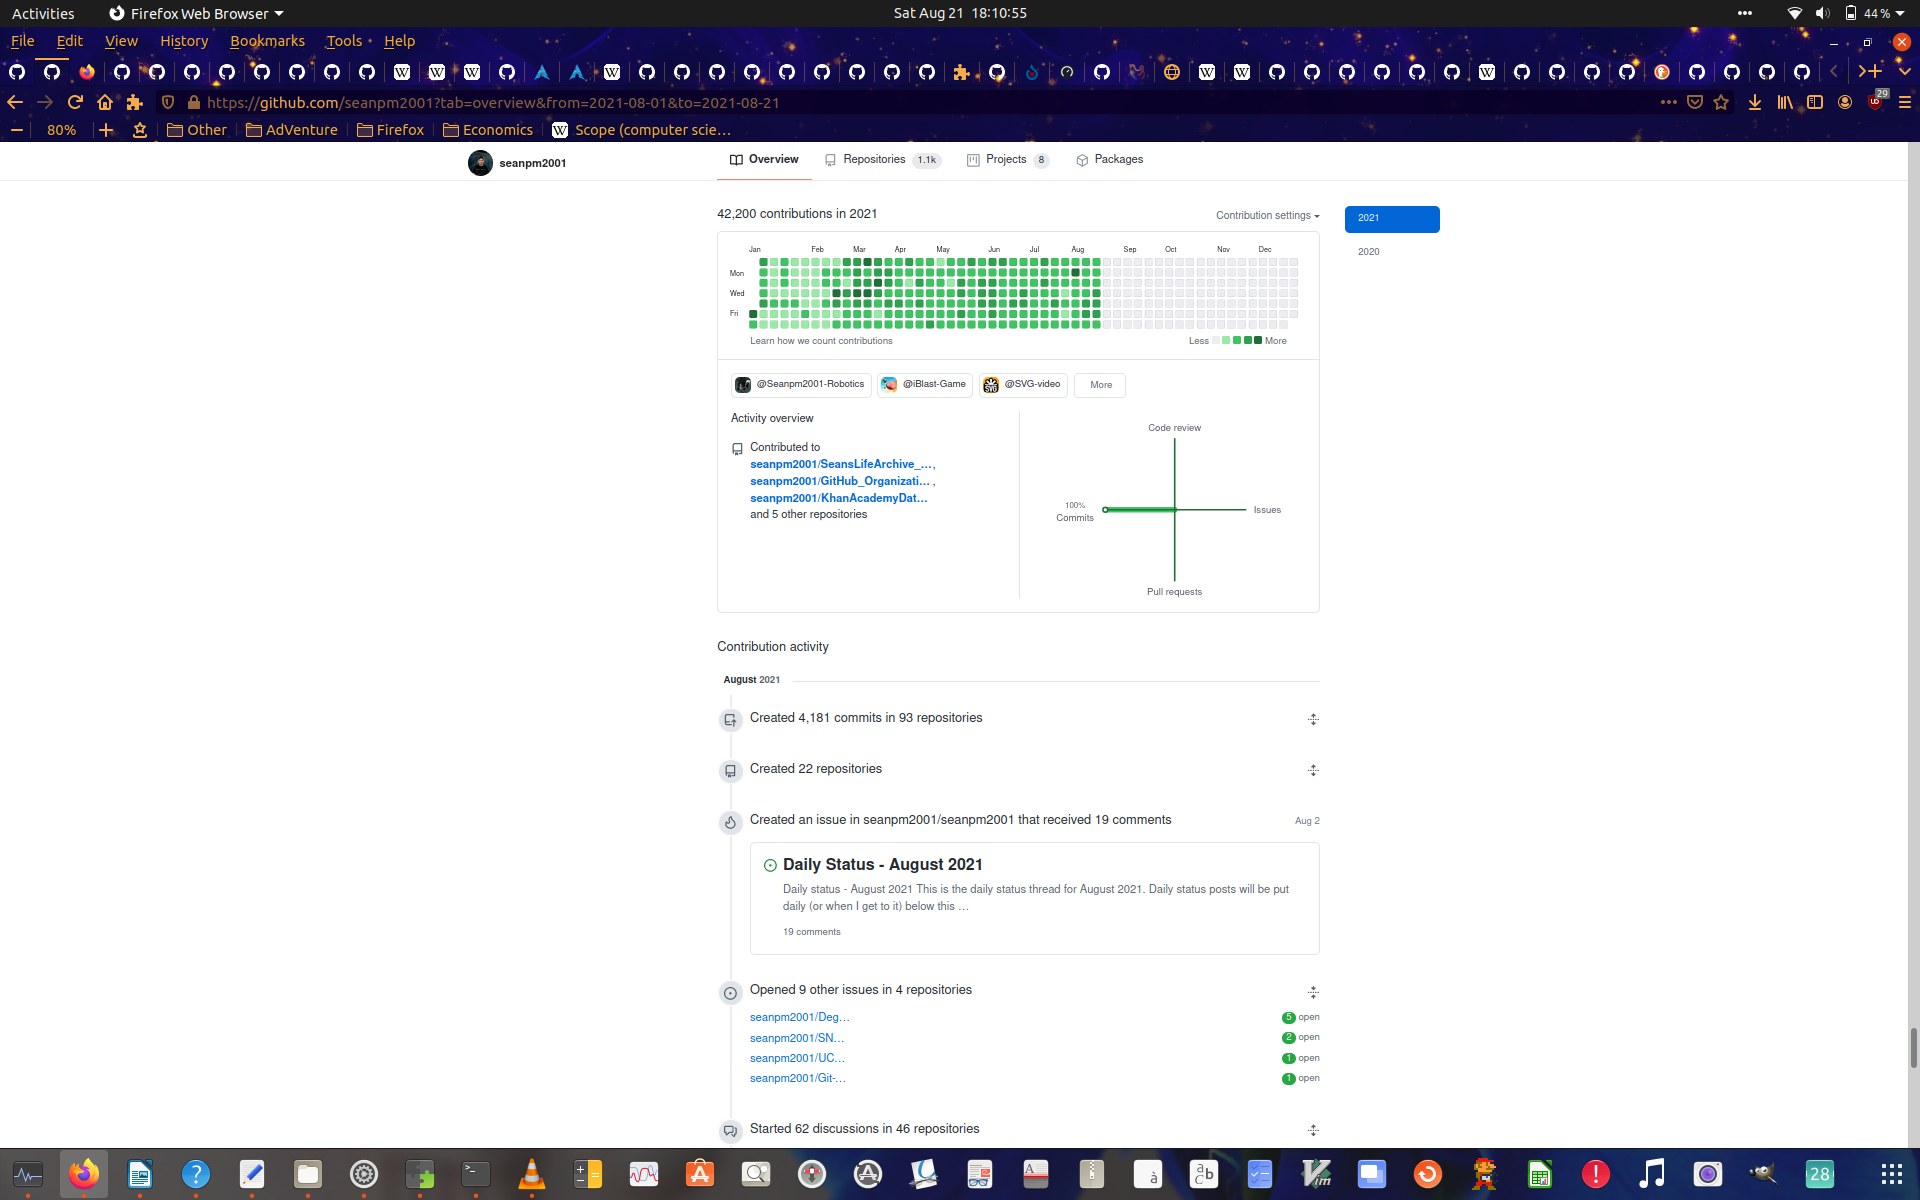 Activities Firefox Web Browser Sat Aug 21 18:10:55 44 %
File Edit View History Bookmarks Tools Help
https://github.com/seanpm2001?tab=overview&from=2021-08-01&to=2021-08-21 29
80% Other AdVenture Firefox Economics Scope (computer scie…
seanpm2001 Overview Repositories 1.1k Projects 8 Packages
42,200 contributions in 2021 Contribution settings 2021
2020
Jan Feb Mar Apr May Jun Jul Aug Sep Oct Nov Dec
Mon
Wed
Fri
Learn how we count contributions Less More
@Seanpm2001-Robotics @iBlast-Game @SVG-video More
Activity overview
Code review
Contributed to
seanpm2001/SeansLifeArchive_…,
seanpm2001/GitHub_Organizati…,
seanpm2001/KhanAcademyDat…
and 5 other repositories
100%
Commits
Issues
Pull requests
Contribution activity
August 2021
Created 4,181 commits in 93 repositories
Created 22 repositories
Created an issue in seanpm2001/seanpm2001 that received 19 comments Aug 2
Daily Status - August 2021
Daily status - August 2021 This is the daily status thread for August 2021. Daily status posts will be put
daily (or when I get to it) below this …
19 comments
Opened 9 other issues in 4 repositories
seanpm2001/Deg… 5 open
seanpm2001/SN… 2 open
seanpm2001/UC… 1 open
seanpm2001/Git-… 1 open
Started 62 discussions in 46 repositories
28